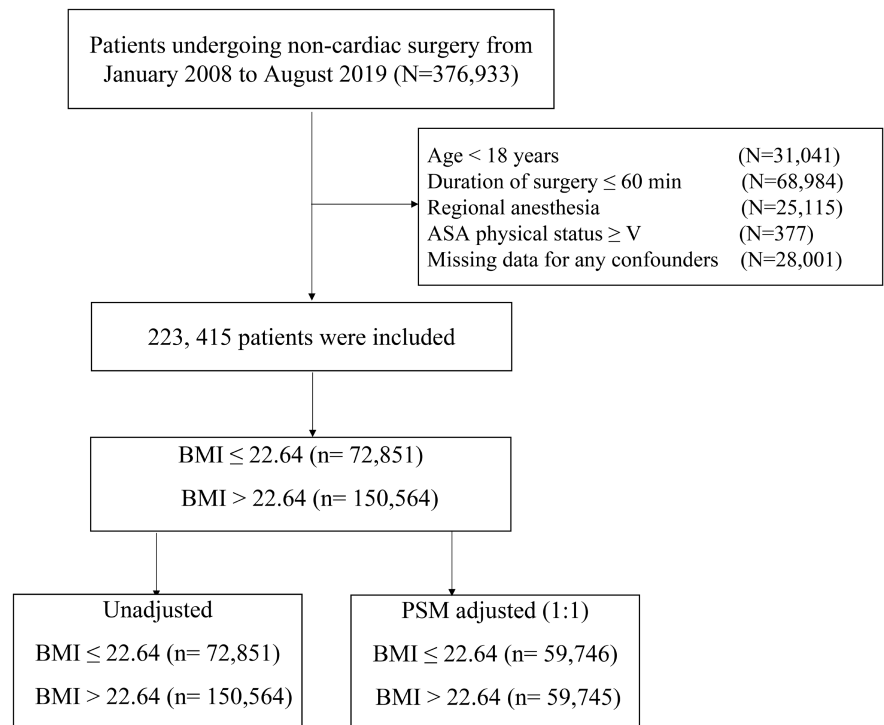 Patients undergoing non-cardiac surgery from
January 2008 to August 2019 (N=376,933)
Age < 18 years (N=31,041)
Duration of surgery ≤ 60 min (N=68,984)
Regional anesthesia (N=25,115)
ASA physical status ≥ V (N=377)
Missing data for any confounders (N=28,001)
223, 415 patients were included
BMI ≤ 22.64 (n= 72,851)
BMI > 22.64 (n= 150,564)
Unadjusted
BMI ≤ 22.64 (n= 72,851)
BMI > 22.64 (n= 150,564)
PSM adjusted (1:1)
BMI ≤ 22.64 (n= 59,746)
BMI > 22.64 (n= 59,745)